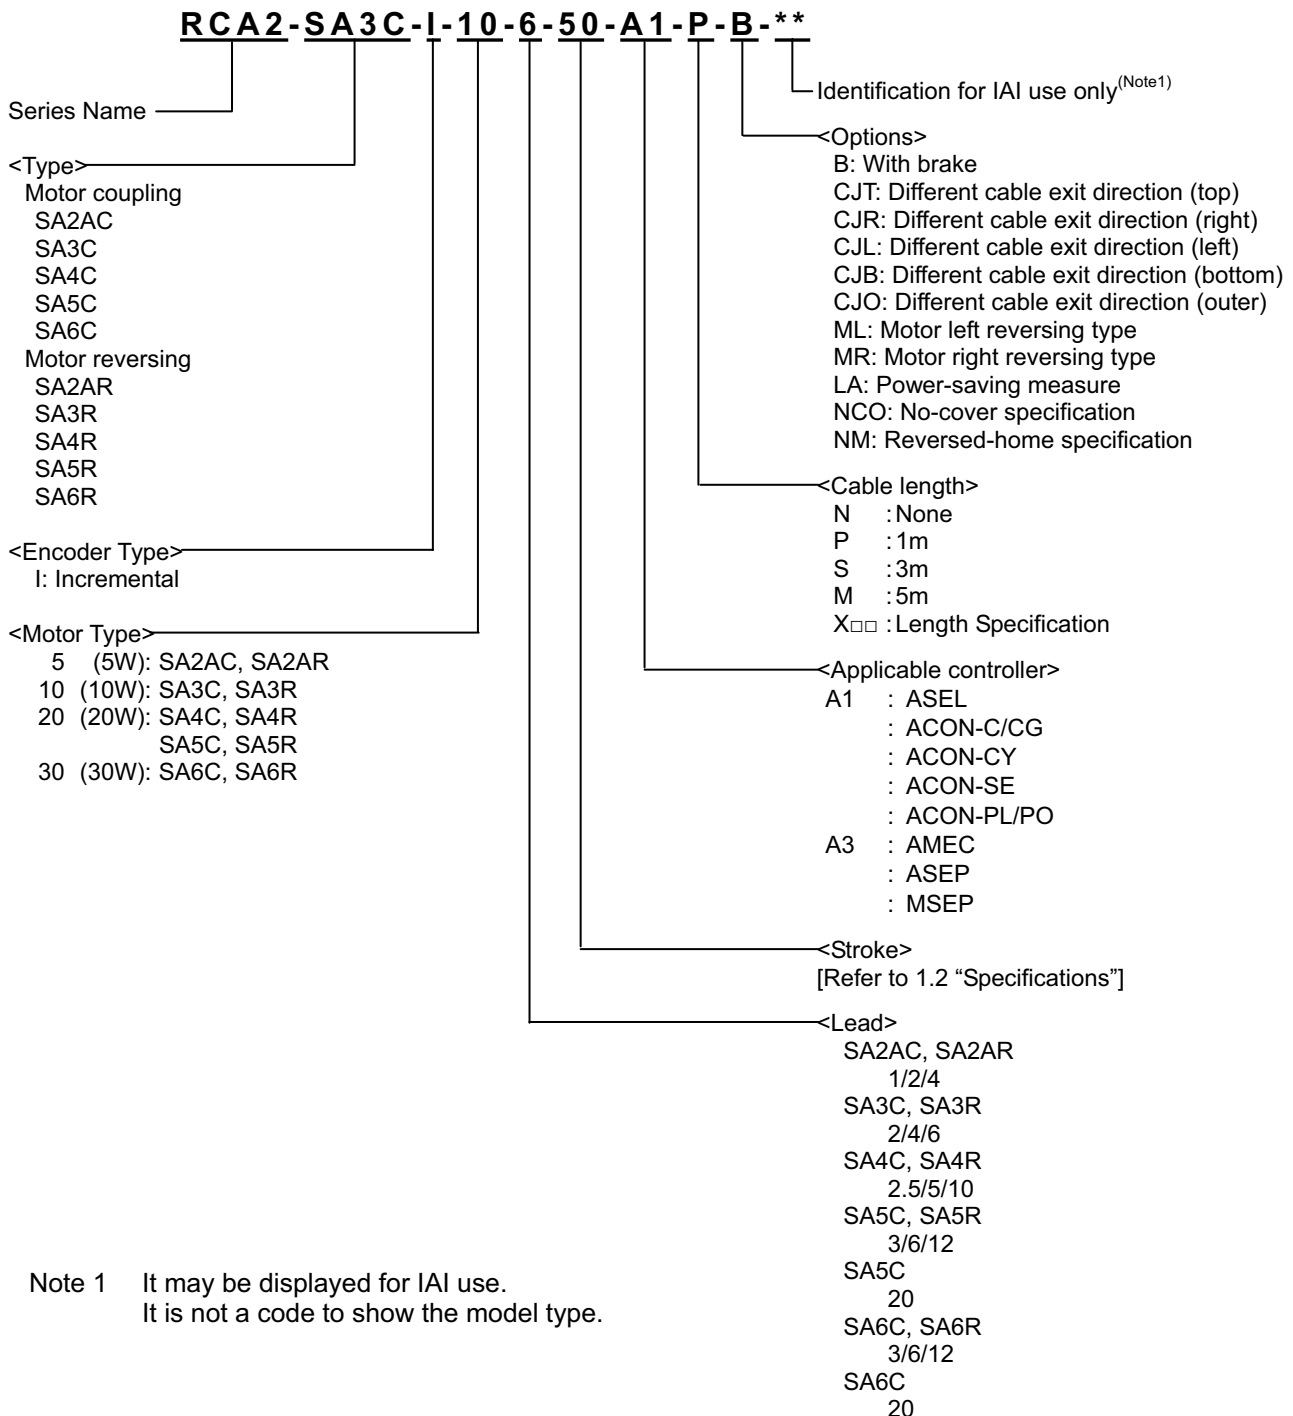 RCA2-SA3C-I-10-6-50-A1-P-B-**
Series Name
<Type>
Motor coupling
SA2AC
SA3C
SA4C
SA5C
SA6C
Motor reversing
SA2AR
SA3R
SA4R
SA5R
SA6R
<Encoder Type>
I: Incremental
<Motor Type>
5 (5W): SA2AC, SA2AR
10 (10W): SA3C, SA3R
20 (20W): SA4C, SA4R
SA5C, SA5R
30 (30W): SA6C, SA6R
Identification for IAI use only(Note1)
<Options>
B: With brake
CJT: Different cable exit direction (top)
CJR: Different cable exit direction (right)
CJL: Different cable exit direction (left)
CJB: Different cable exit direction (bottom)
CJO: Different cable exit direction (outer)
ML: Motor left reversing type
MR: Motor right reversing type
LA: Power-saving measure
NCO: No-cover specification
NM: Reversed-home specification
<Cable length>
N : None
P : 1m
S : 3m
M : 5m
X□□ : Length Specification
<Applicable controller>
A1 : ASEL
: ACON-C/CG
: ACON-CY
: ACON-SE
: ACON-PL/PO
A3 : AMEC
: ASEP
: MSEP
<Stroke>
[Refer to 1.2 “Specifications”]
<Lead>
SA2AC, SA2AR
1/2/4
SA3C, SA3R
2/4/6
SA4C, SA4R
2.5/5/10
SA5C, SA5R
3/6/12
SA5C
20
SA6C, SA6R
3/6/12
SA6C
20
Note 1 It may be displayed for IAI use.
It is not a code to show the model type.